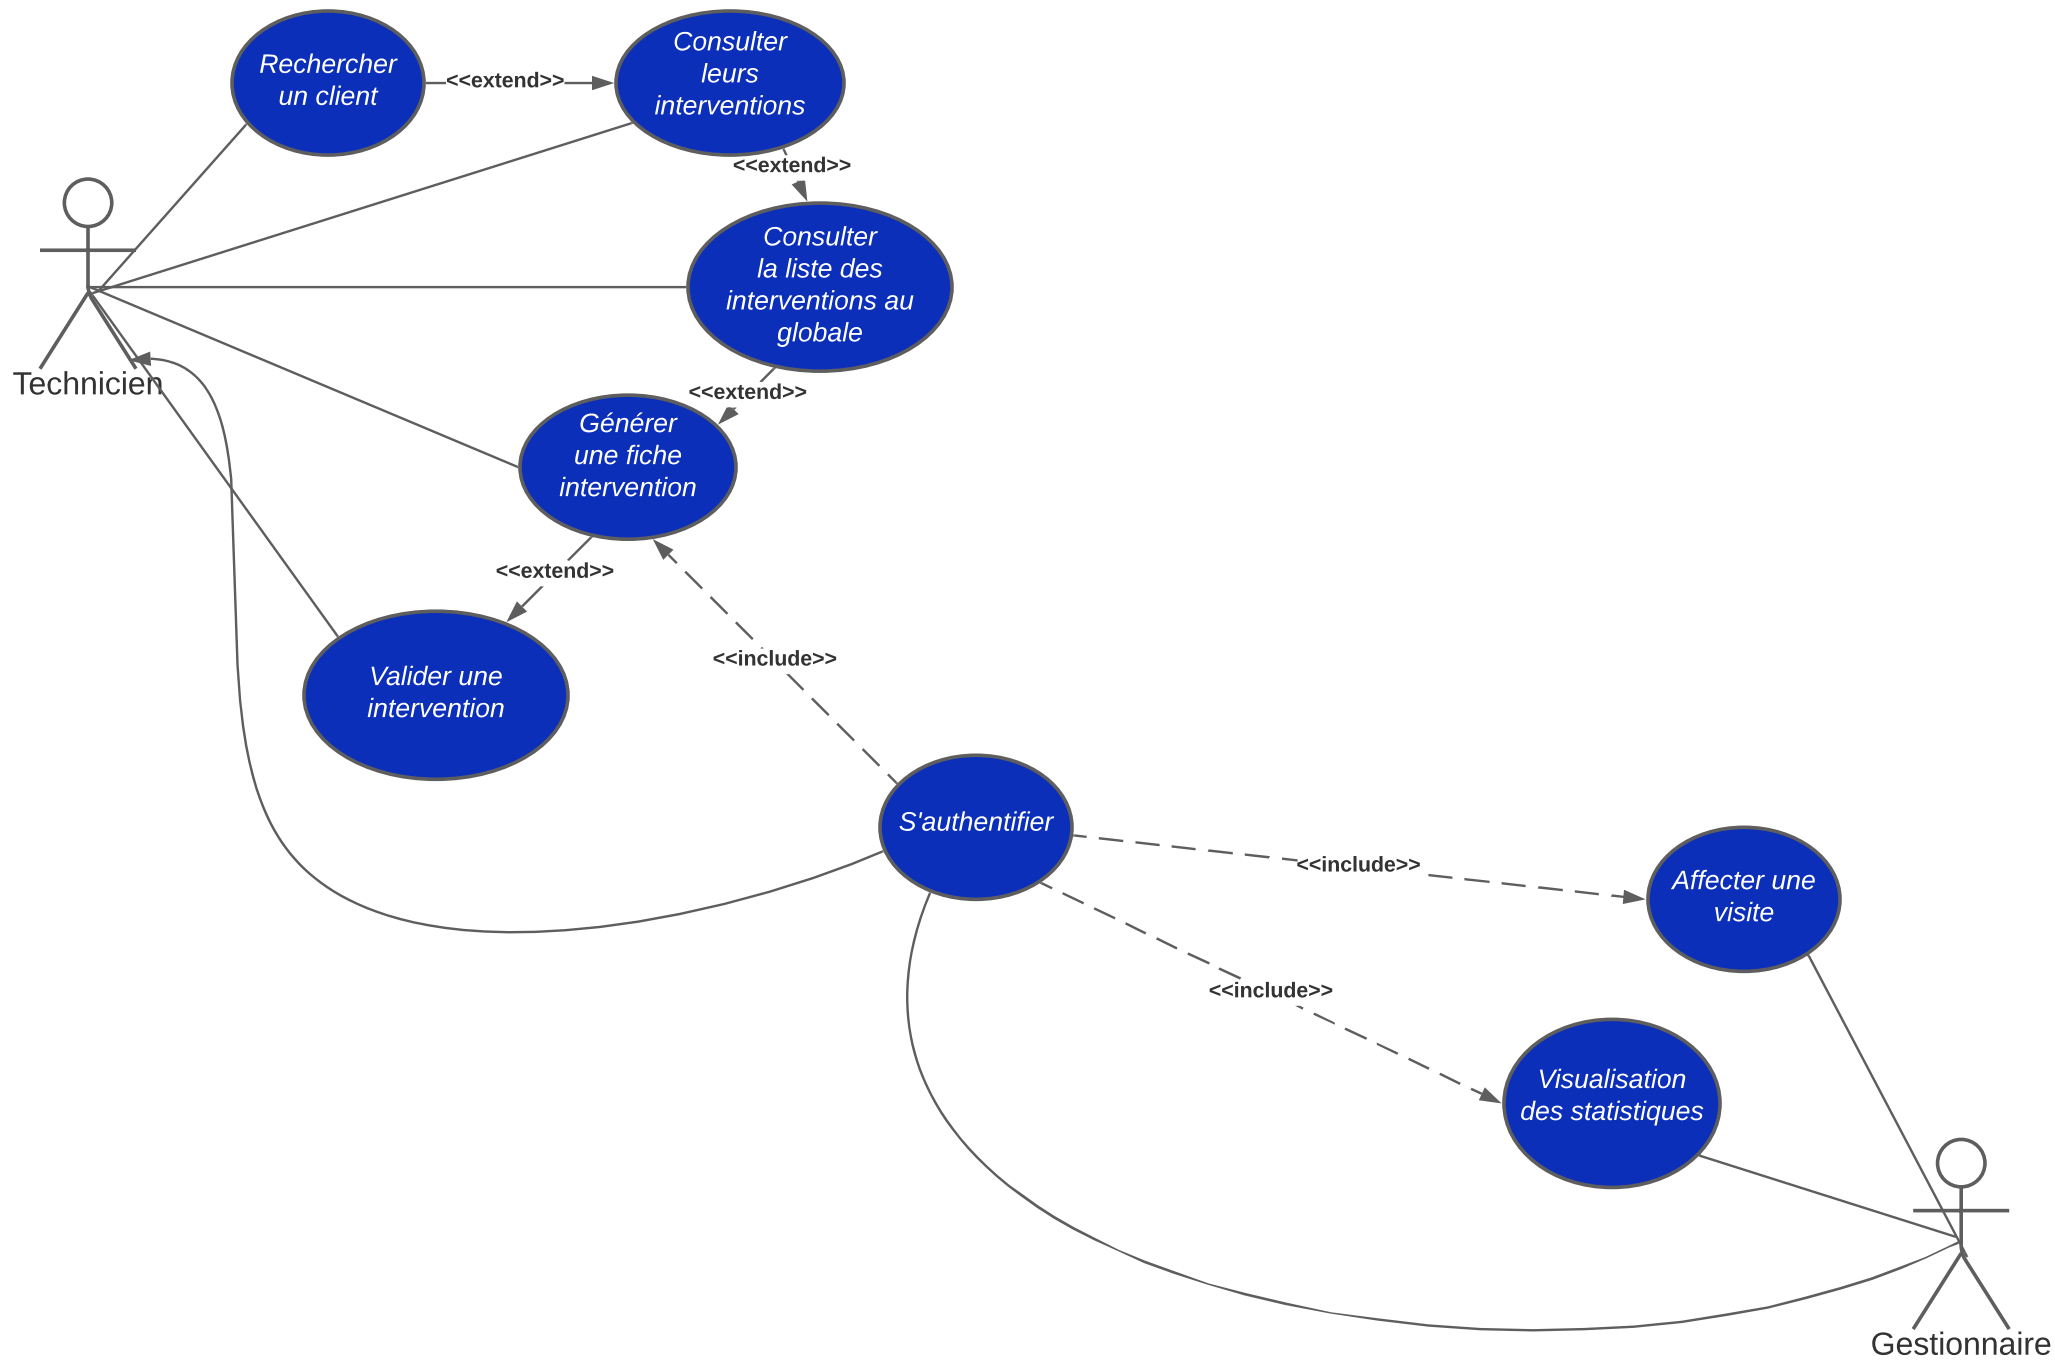 Rechercher
un client
<<extend>>
Consulter
leurs
interventions
<<extend>>
Consulter
la liste des
interventions au
globale
Technicien
<<extend>>
Générer
une fiche
intervention
<<extend>>
Valider une
intervention
<<include>>
S'authentifier
<<include>>
Affecter une
visite
<<include>>
Visualisation
des statistiques
Gestionnaire